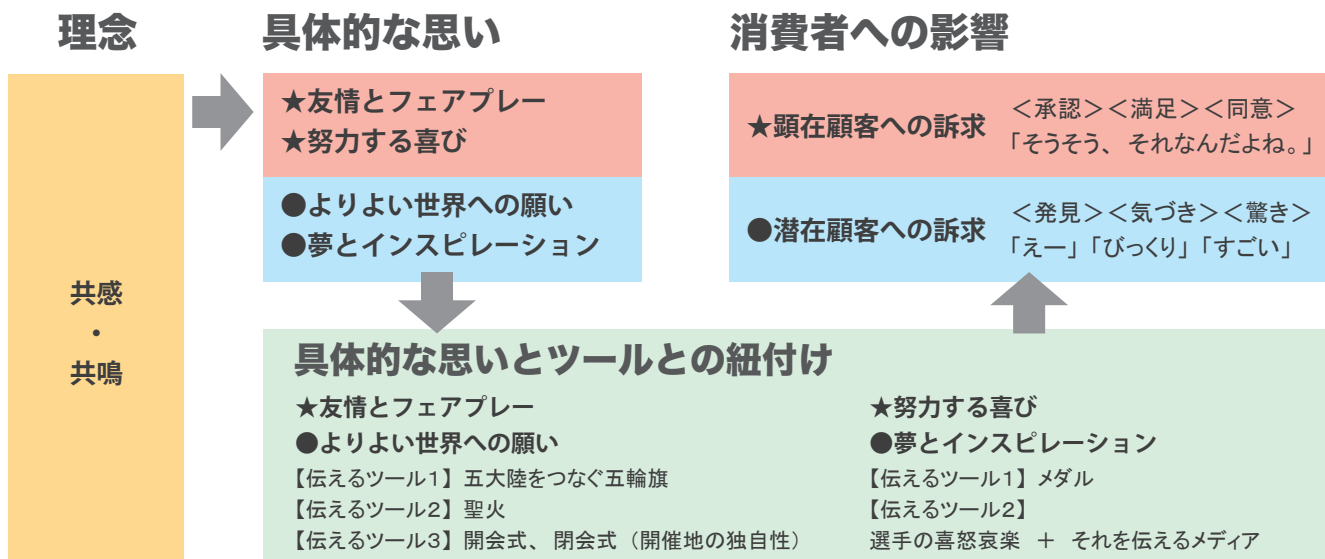 理念
具体的な思い
消費者への影響
共感
・
共鳴
★友情とフェアプレー
★努力する喜び
●よりよい世界への願い
●夢とインスピレーション
★顕在顧客への訴求
＜承認＞＜満足＞＜同意＞
「そうそう、それなんだよね。」
●潜在顧客への訴求
＜発見＞＜気づき＞＜驚き＞
「えー」「びっくり」「すごい」
具体的な思いとツールとの紐付け
★友情とフェアプレー
●よりよい世界への願い
【伝えるツール１】五大陸をつなぐ五輪旗
【伝えるツール２】聖火
【伝えるツール３】開会式、閉会式（開催地の独自性）
★努力する喜び
●夢とインスピレーション
【伝えるツール１】メダル
【伝えるツール２】
選手の喜怒哀楽　＋　それを伝えるメディア